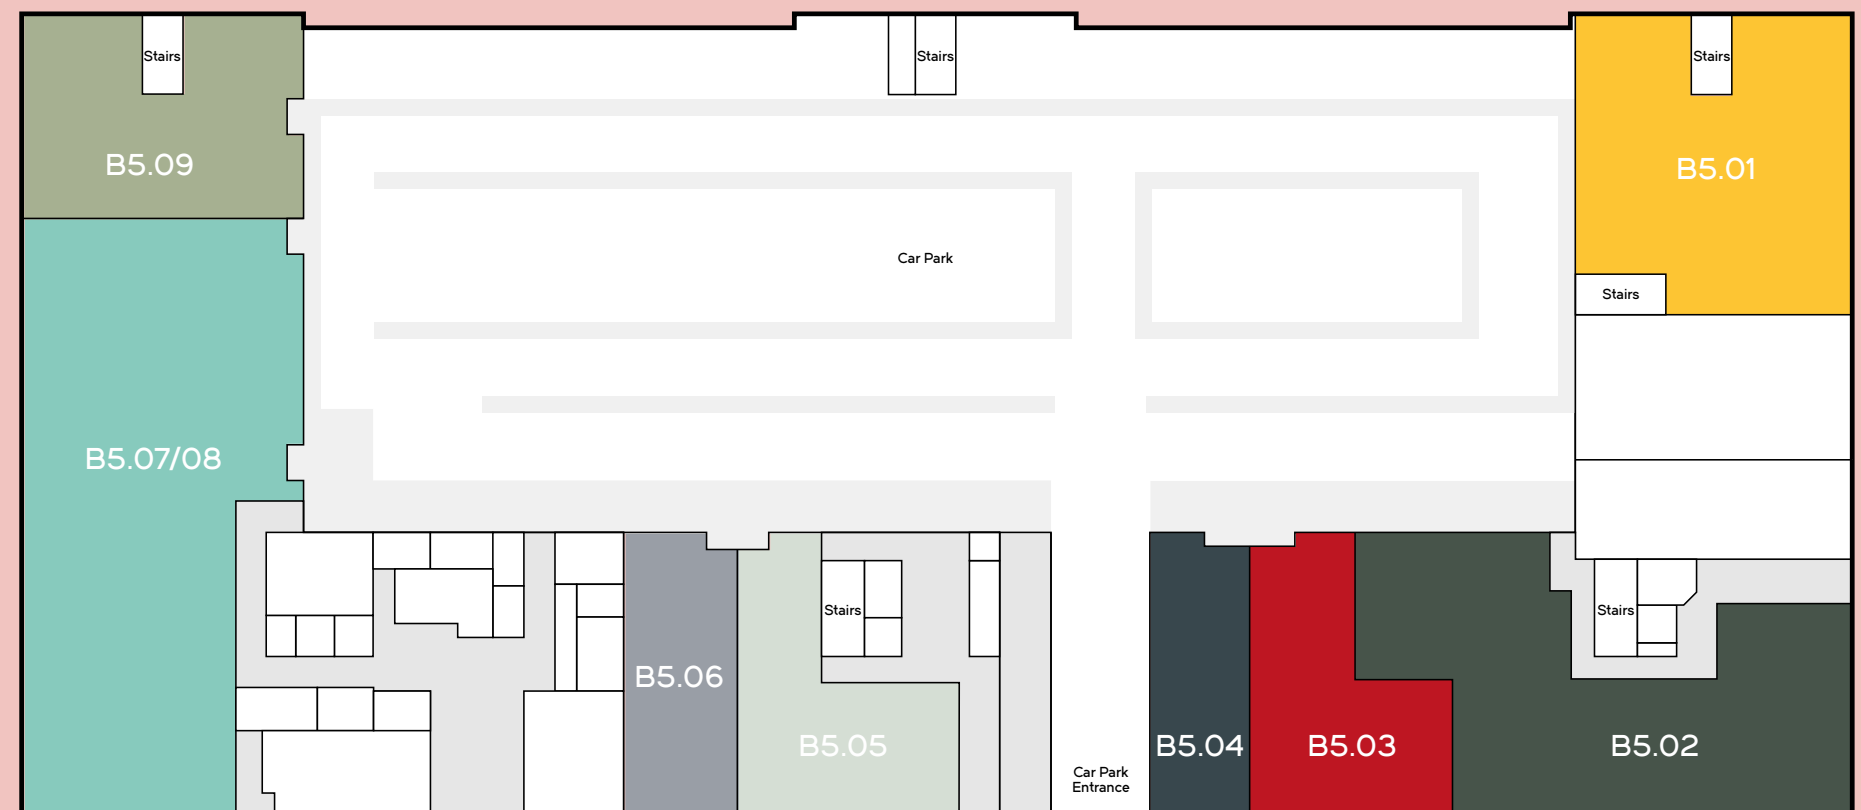 Stairs
Stairs
Stairs
B5.09
B5.01
Car Park
Stairs
B5.07/08
Stairs
Stairs
B5.06
B5.05
B5.04
B5.03
B5.02
Car Park
Entrance